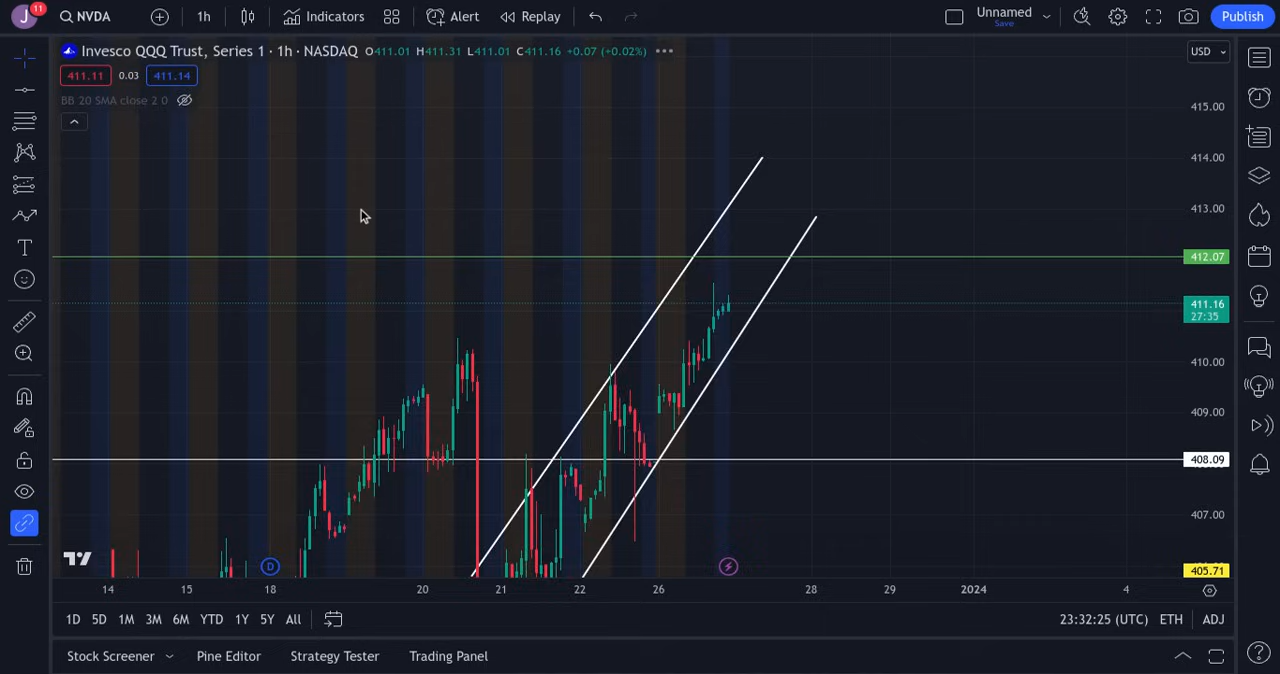 J 11 NVDA 1h Indicators Alert Replay Unnamed Save Publish
Invesco QQQ Trust, Series 1 · 1h · NASDAQ O411.01 H411.31 L411.01 C411.16 +0.07 (+0.02%) USD
411.11 0.03 411.14
BB 20 SMA close 2 0
415.00
414.00
413.00
412.07
411.16
27:35
410.00
409.00
408.09
407.00
405.71
D
14 15 18 20 21 22 26 28 29 2024 4
1D 5D 1M 3M 6M YTD 1Y 5Y All 23:32:25 (UTC) ETH ADJ
Stock Screener Pine Editor Strategy Tester Trading Panel